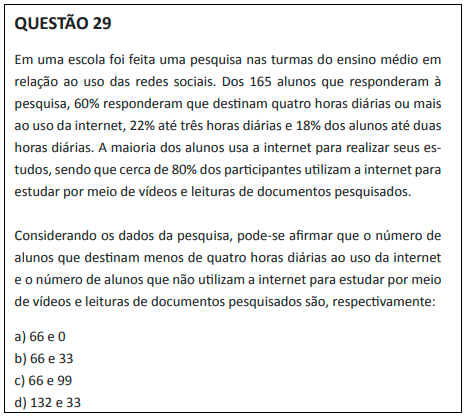 QUESTÃO 29
Em uma escola foi feita uma pesquisa nas turmas do ensino médio em
relação ao uso das redes sociais. Dos 165 alunos que responderam à
pesquisa, 60% responderam que destinam quatro horas diárias ou mais
ao uso da internet, 22% até três horas diárias e 18% dos alunos até duas
horas diárias. A maioria dos alunos usa a internet para realizar seus es-
tudos, sendo que cerca de 80% dos participantes utilizam a internet para
estudar por meio de vídeos e leituras de documentos pesquisados.
Considerando os dados da pesquisa, pode-se afirmar que o número de
alunos que destinam menos de quatro horas diárias ao uso da internet
e o número de alunos que não utilizam a internet para estudar por meio
de vídeos e leituras de documentos pesquisados são, respectivamente:
a) 66 e 0
b) 66 e 33
c) 66 e 99
d) 132 e 33